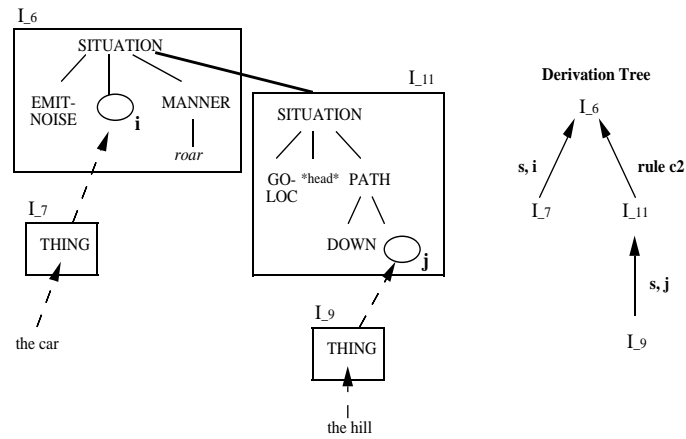 I_6
SITUATION
EMIT-
NOISE
i
MANNER
roar
I_11
SITUATION
GO-
LOC
*head*
PATH
DOWN
j
I_7
THING
the car
I_9
THING
the hill
Derivation Tree
I_6
s, i
rule c2
I_7
I_11
s, j
I_9